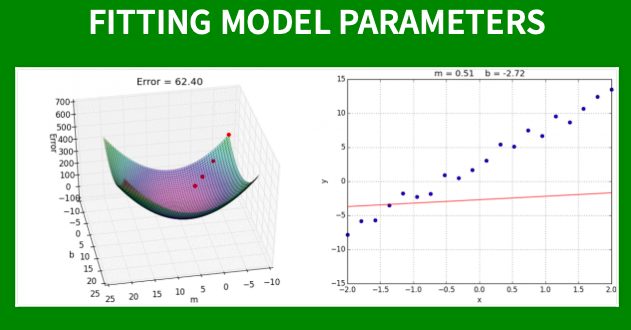 FITTING MODEL PARAMETERS
Error = 62.40
700
600
500
400
300
200
100
0
−100
Error
−10
−5
0
5
10
15
20
25
b
25 20 15 10 5 0 −5 −10
m
m = 0.51 b = -2.72
15
10
5
0
−5
−10
−15
y
−2.0 −1.5 −1.0 −0.5 0.0 0.5 1.0 1.5 2.0
x